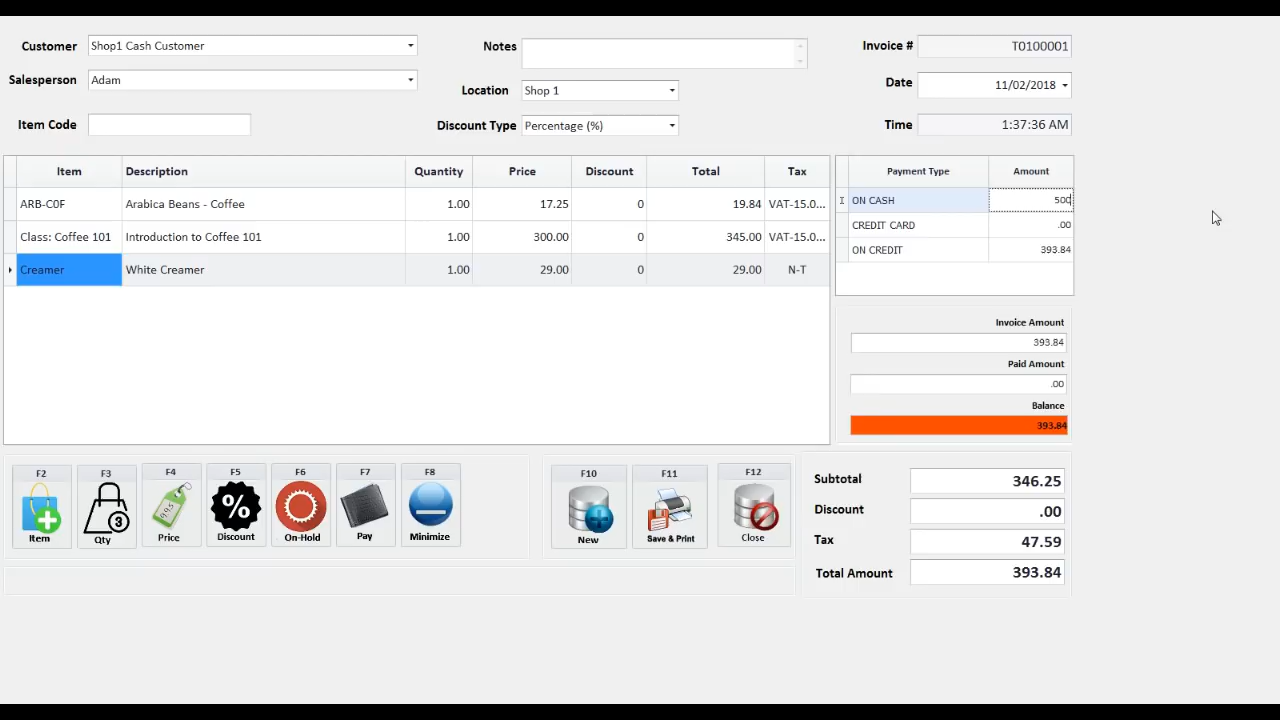 Customer Shop1 Cash Customer Notes Invoice # T0100001
Salesperson Adam Location Shop 1 Date 11/02/2018
Item Code Discount Type Percentage (%) Time 1:37:36 AM
Item Description Quantity Price Discount Total Tax
ARB-C0F Arabica Beans - Coffee 1.00 17.25 0 19.84 VAT-15.0...
Class: Coffee 101 Introduction to Coffee 101 1.00 300.00 0 345.00 VAT-15.0...
Creamer White Creamer 1.00 29.00 0 29.00 N-T
Payment Type Amount
ON CASH 500
CREDIT CARD .00
ON CREDIT 393.84
Invoice Amount
393.84
Paid Amount
.00
Balance
393.84
F2 F3 F4 F5 F6 F7 F8 F10 F11 F12
Item Qty Price Discount On-Hold Pay Minimize New Save & Print Close
Subtotal 346.25
Discount .00
Tax 47.59
Total Amount 393.84